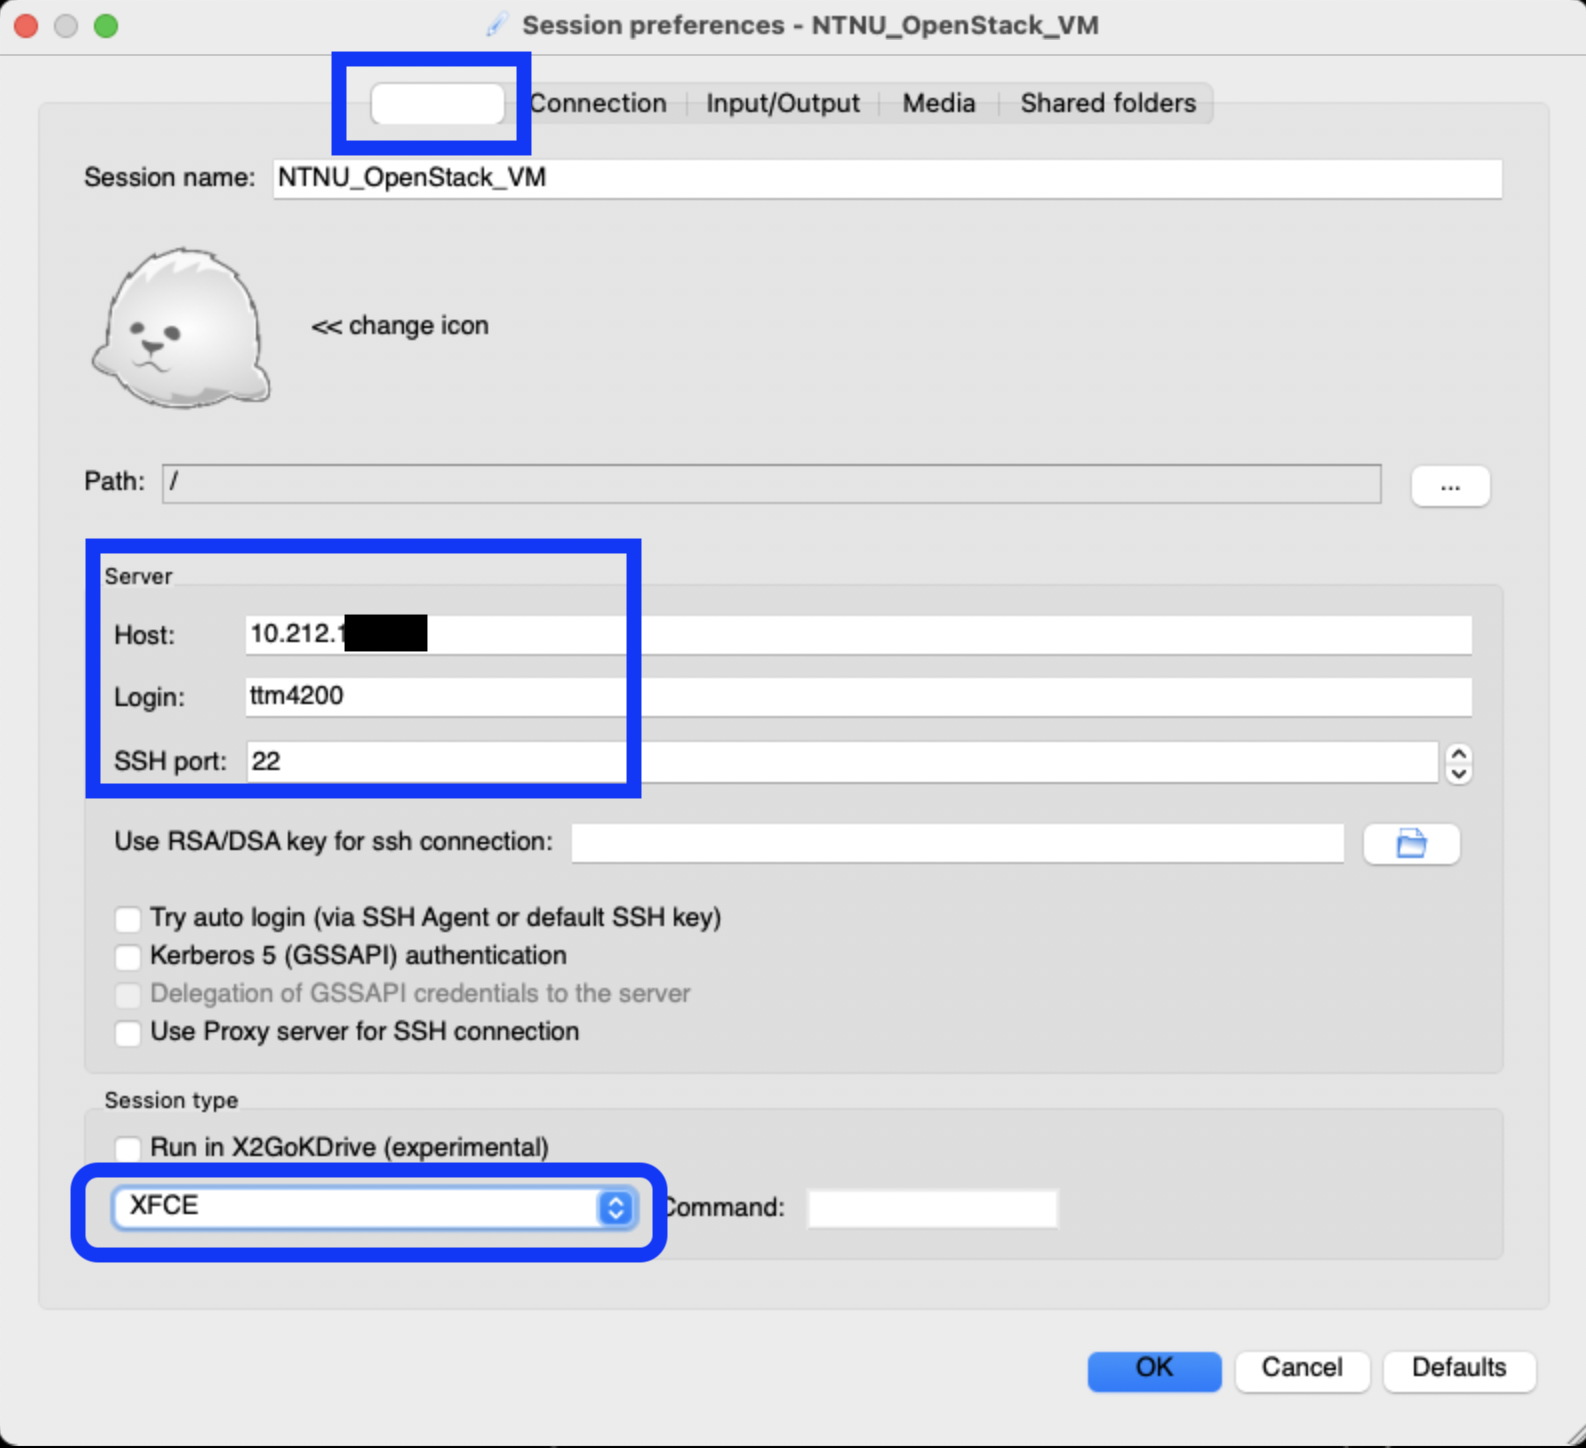 Session preferences - NTNU_OpenStack_VM
Connection Input/Output Media Shared folders
Session name: NTNU_OpenStack_VM
<< change icon
Path: / ...
Server
Host: 10.212.1
Login: ttm4200
SSH port: 22
Use RSA/DSA key for ssh connection:
Try auto login (via SSH Agent or default SSH key)
Kerberos 5 (GSSAPI) authentication
Delegation of GSSAPI credentials to the server
Use Proxy server for SSH connection
Session type
Run in X2GoKDrive (experimental)
XFCE Command:
OK Cancel Defaults